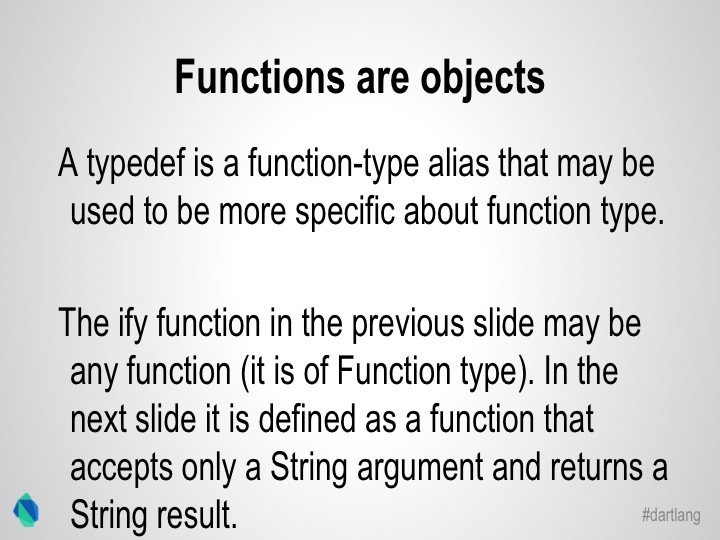 Functions are objects
A typedef is a function-type alias that may be
used to be more specific about function type.
The ify function in the previous slide may be
any function (it is of Function type). In the
next slide it is defined as a function that
accepts only a String argument and returns a
String result.
#dartlang